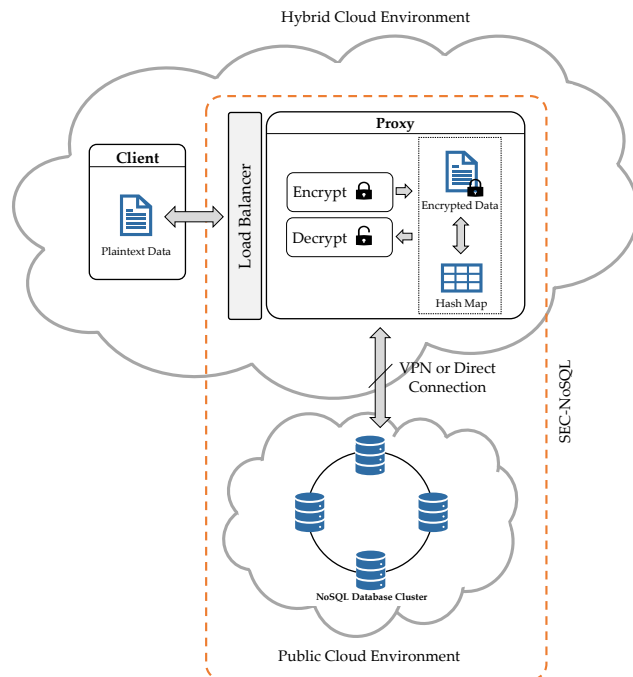 Hybrid Cloud Environment
Proxy
Client
Plaintext Data
Load Balancer
Encrypt
Decrypt
Encrypted Data
Hash Map
VPN or Direct
Connection
SEC-NoSQL
NoSQL Database Cluster
Public Cloud Environment